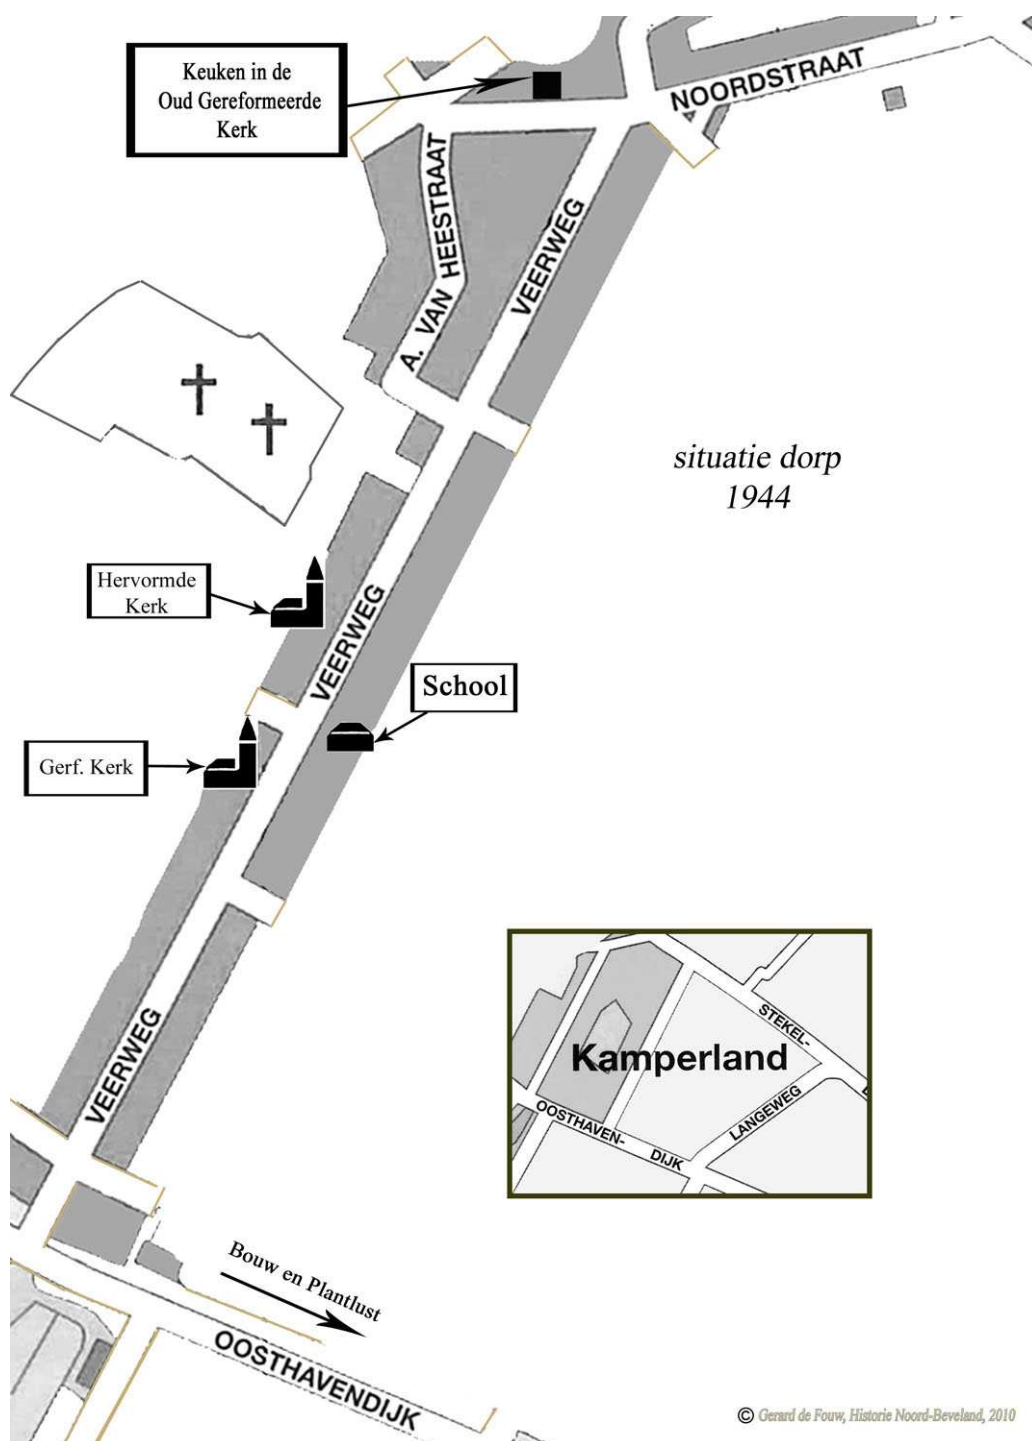 Keuken in de
Oud Gereformeerde
Kerk
NOORDSTRAAT
A. VAN HEESTRAAT
VEERWEG
situatie dorp
1944
Hervormde
Kerk
VEERWEG
School
Gerf. Kerk
VEERWEG
STEKEL-
Kamperland
LANGEWEG
OOSTHAVEN-
DIJK
Bouw en Plantlust
OOSTHAVENDIJK
© Gerard de Fouw, Historie Noord-Beveland, 2010